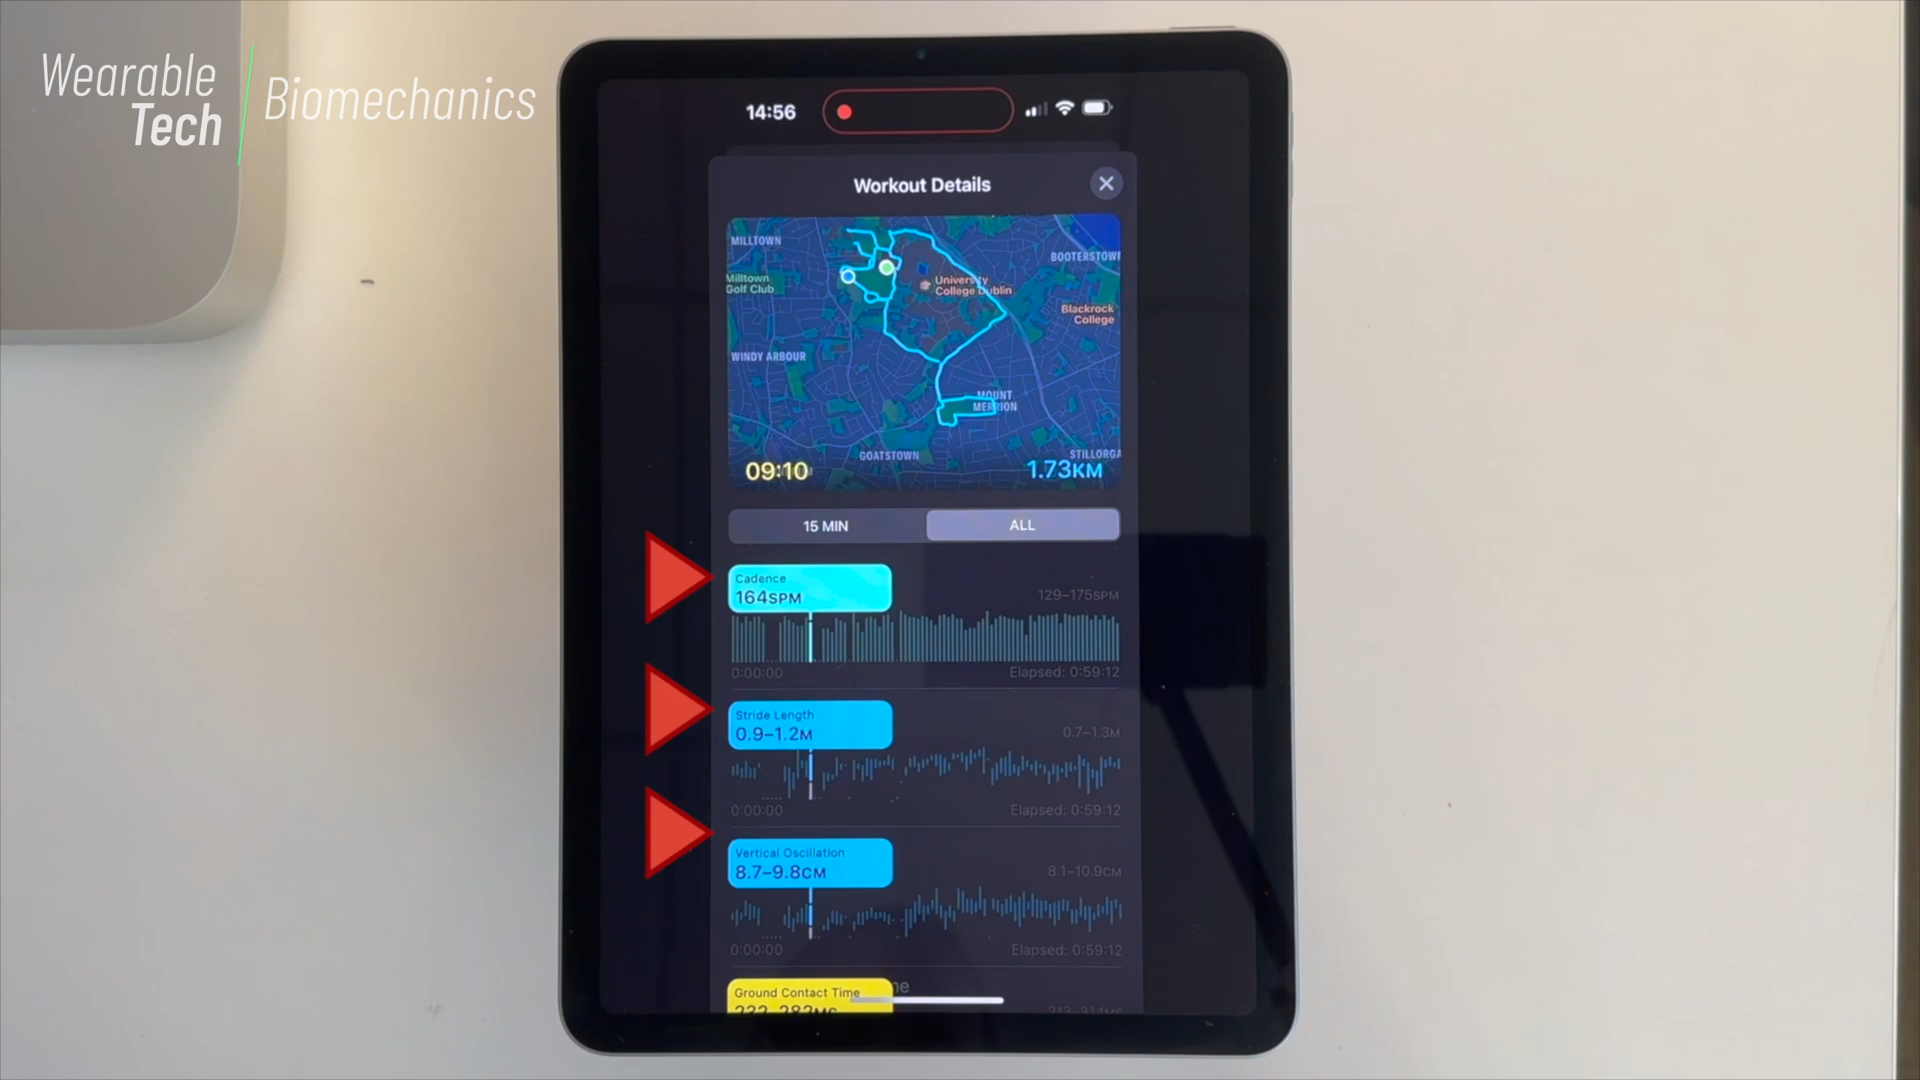 Wearable
Tech
Biomechanics
14:56
Workout Details
MILLTOWN
BOOTERSTOWN
Milltown
Golf Club
University
College Dublin
Blackrock
College
WINDY ARBOUR
MOUNT
MERRION
GOATSTOWN
STILLORGA
09:10
1.73KM
15 MIN
ALL
Cadence
164SPM
129–175SPM
0:00:00
Elapsed: 0:59:12
Stride Length
0.9–1.2M
0.7–1.3M
0:00:00
Elapsed: 0:59:12
Vertical Oscillation
8.7–9.8CM
8.1–10.9CM
0:00:00
Elapsed: 0:59:12
Ground Contact Time